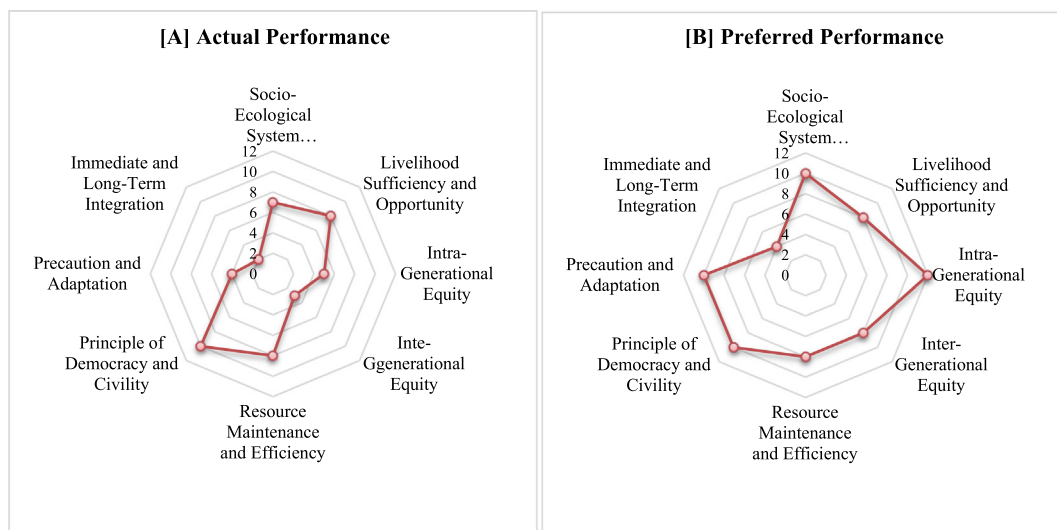 [A] Actual Performance
Socio-
Ecological
System…
Livelihood
Sufficiency and
Opportunity
Intra-
Generational
Equity
Inte-
Ggenerational
Equity
Resource
Maintenance
and Efficiency
Principle of
Democracy and
Civility
Precaution and
Adaptation
Immediate and
Long-Term
Integration
12
10
8
6
4
2
0
[B] Preferred Performance
Socio-
Ecological
System…
Livelihood
Sufficiency and
Opportunity
Intra-
Generational
Equity
Inter-
Generational
Equity
Resource
Maintenance
and Efficiency
Principle of
Democracy and
Civility
Precaution and
Adaptation
Immediate and
Long-Term
Integration
12
10
8
6
4
2
0